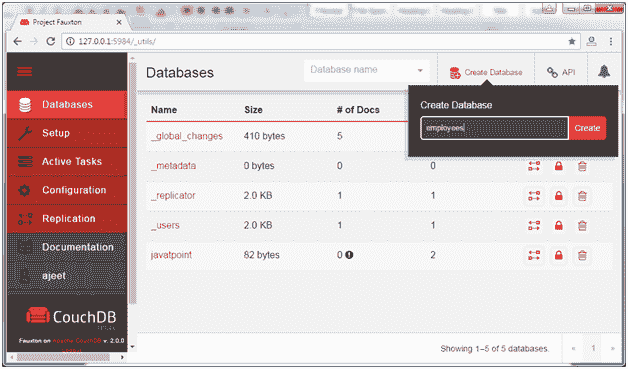 Project Fauxton
127.0.0.1:5984/_utils/
Databases
Database name
Create Database
API
Create Database
employees
Create
Databases
Setup
Active Tasks
Configuration
Replication
Documentation
ajeet
CouchDB
Fauxton on Apache CouchDB v. 2.0.0
Name Size # of Docs
_global_changes 410 bytes 5
_metadata 0 bytes 0 0
_replicator 2.0 KB 1 1
_users 2.0 KB 1 1
javatpoint 82 bytes 0 2
Showing 1–5 of 5 databases. « 1 »